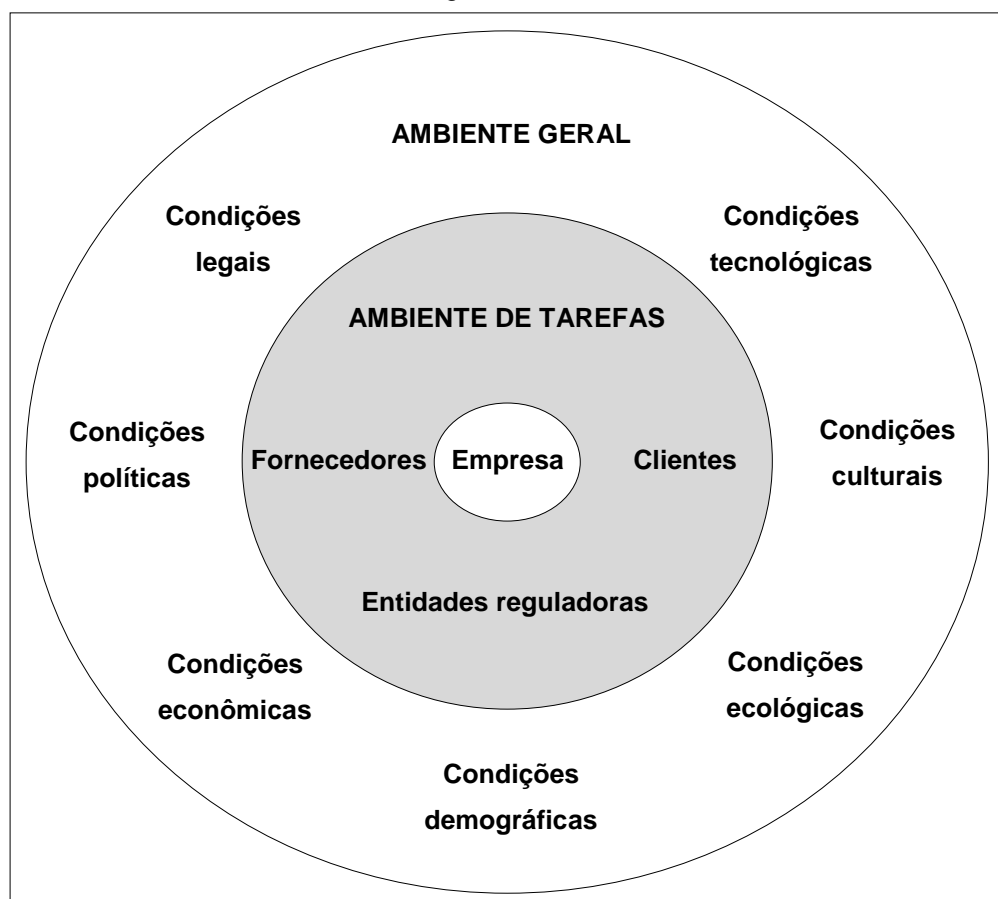 AMBIENTE GERAL
Condições
legais
Condições
tecnológicas
AMBIENTE DE TAREFAS
Condições
políticas
Fornecedores
Empresa
Clientes
Condições
culturais
Entidades reguladoras
Condições
econômicas
Condições
ecológicas
Condições
demográficas